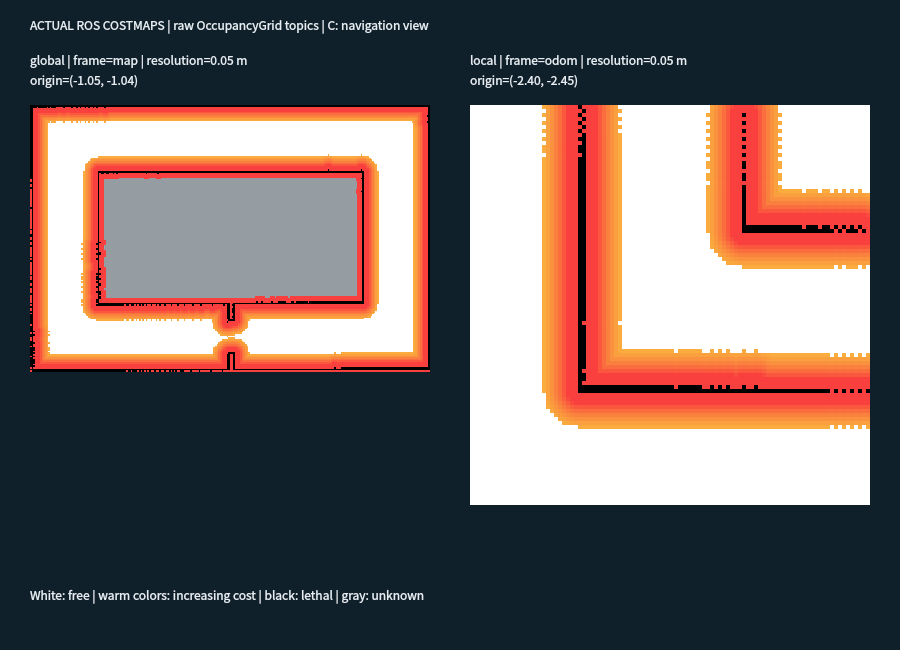 ACTUAL ROS COSTMAPS | raw OccupancyGrid topics | C: navigation view
global | frame=map | resolution=0.05 m
origin=(-1.05, -1.04)
local | frame=odom | resolution=0.05 m
origin=(-2.40, -2.45)
White: free | warm colors: increasing cost | black: lethal | gray: unknown